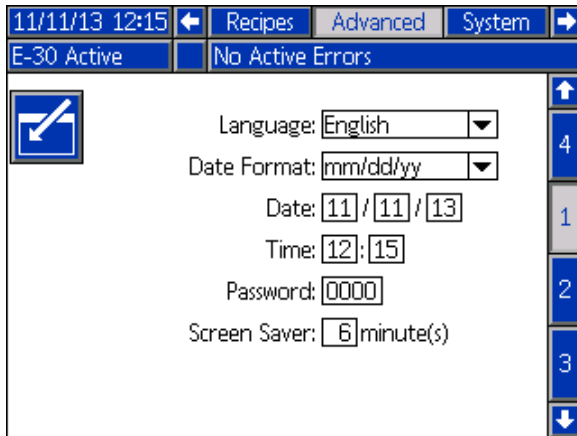 11/11/13 12:15 Recipes Advanced System
E-30 Active No Active Errors
Language: English
4
Date Format: mm/dd/yy
Date: 11 / 11 / 13
1
Time: 12 : 15
Password: 0000
2
Screen Saver: 6 minute(s)
3